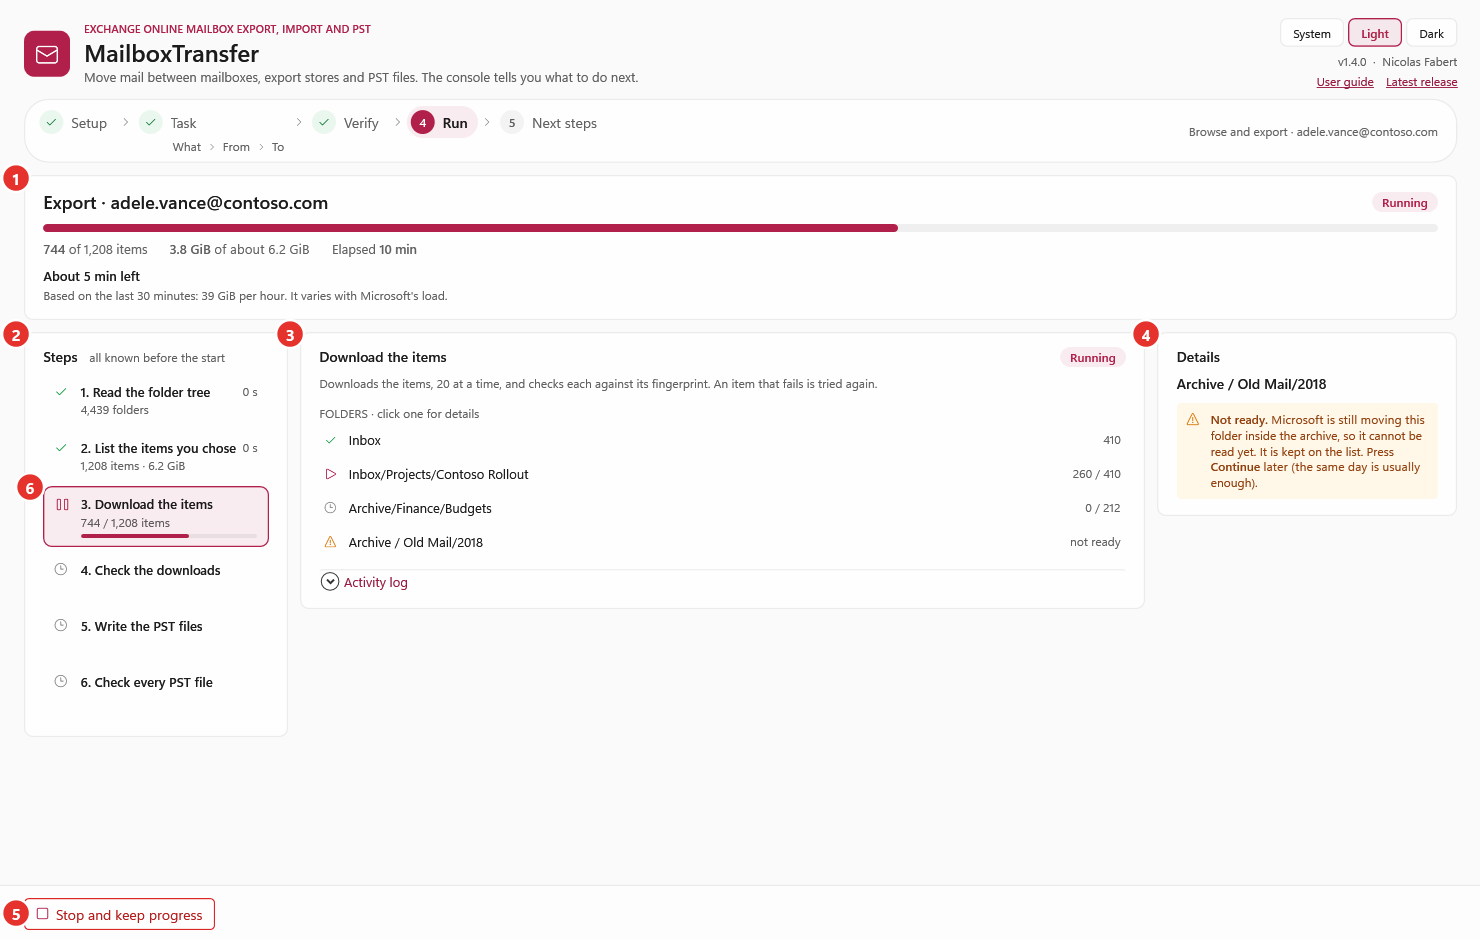 EXCHANGE ONLINE MAILBOX EXPORT, IMPORT AND PST
MailboxTransfer
Move mail between mailboxes, export stores and PST files. The console tells you what to do next.
System
Light
Dark
v1.4.0 · Nicolas Fabert
User guide
Latest release
Setup
Task
Verify
4
Run
5
Next steps
What
From
To
Browse and export · adele.vance@contoso.com
1
Export · adele.vance@contoso.com
Running
744 of 1,208 items
3.8 GiB of about 6.2 GiB
Elapsed 10 min
About 5 min left
Based on the last 30 minutes: 39 GiB per hour. It varies with Microsoft's load.
2
Steps
all known before the start
1. Read the folder tree
0 s
4,439 folders
2. List the items you chose
0 s
1,208 items · 6.2 GiB
6
3. Download the items
744 / 1,208 items
4. Check the downloads
5. Write the PST files
6. Check every PST file
3
Download the items
Running
Downloads the items, 20 at a time, and checks each against its fingerprint. An item that fails is tried again.
FOLDERS · click one for details
Inbox
410
Inbox/Projects/Contoso Rollout
260 / 410
Archive/Finance/Budgets
0 / 212
Archive / Old Mail/2018
not ready
Activity log
4
Details
Archive / Old Mail/2018
Not ready. Microsoft is still moving this
folder inside the archive, so it cannot be
read yet. It is kept on the list. Press
Continue later (the same day is usually
enough).
5
Stop and keep progress